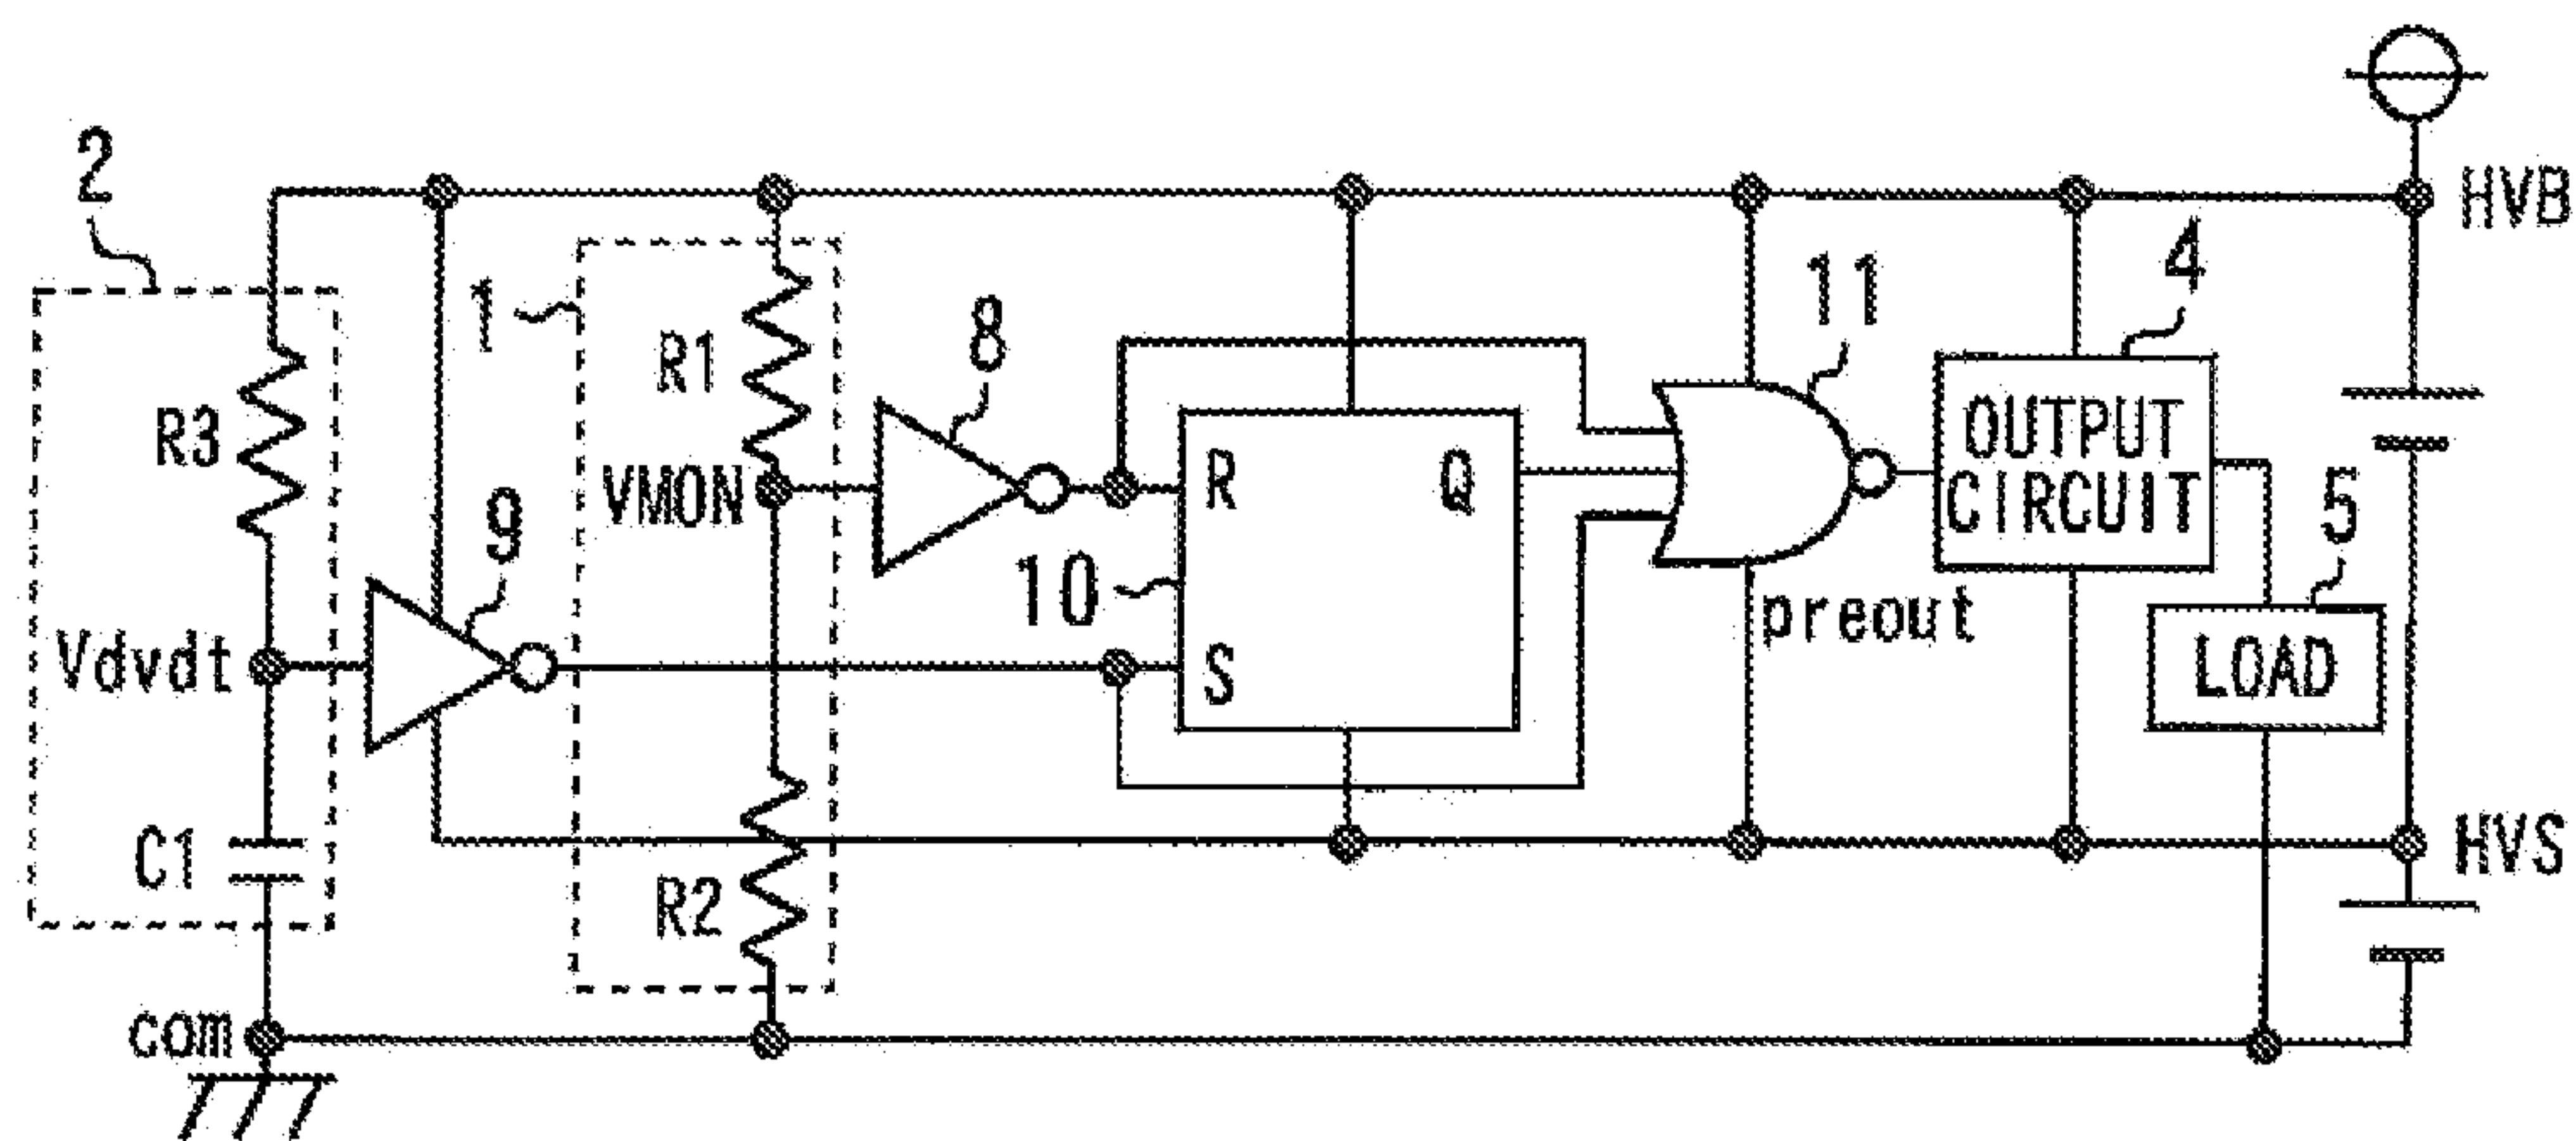 2
HVB
1
R1
8
11
4
R3
9
VMON
10
R
Q
S
OUTPUT
CIRCUIT
5
preout
LOAD
Vdvdt
C1
R2
HVS
com